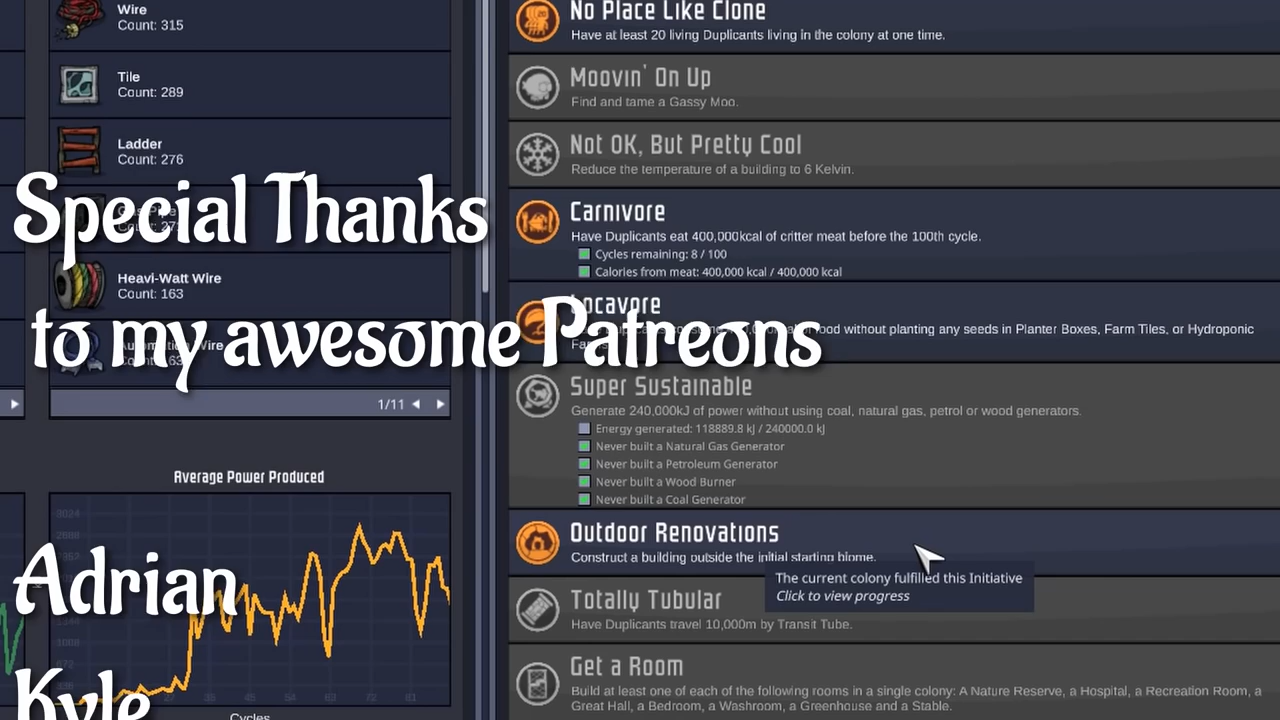 Wire
Count: 315
Tile
Count: 289
Ladder
Count: 276
Heavi-Watt Wire
Count: 163
1/11
Average Power Produced
3024
Cycles
No Place Like Clone
Have at least 20 living Duplicants living in the colony at one time.
Moovin' On Up
Find and tame a Gassy Moo.
Not OK, But Pretty Cool
Reduce the temperature of a building to 6 Kelvin.
Carnivore
Have Duplicants eat 400,000kcal of critter meat before the 100th cycle.
Cycles remaining: 8 / 100
Calories from meat: 400,000 kcal / 400,000 kcal
Locavore
food without planting any seeds in Planter Boxes, Farm Tiles, or Hydroponic
Super Sustainable
Generate 240,000kJ of power without using coal, natural gas, petrol or wood generators.
Energy generated: 118889.8 kJ / 240000.0 kJ
Never built a Natural Gas Generator
Never built a Petroleum Generator
Never built a Wood Burner
Never built a Coal Generator
Outdoor Renovations
Construct a building outside the initial starting biome.
The current colony fulfilled this Initiative
Click to view progress
Totally Tubular
Have Duplicants travel 10,000m by Transit Tube.
Get a Room
Build at least one of each of the following rooms in a single colony: A Nature Reserve, a Hospital, a Recreation Room, a
Great Hall, a Bedroom, a Washroom, a Greenhouse and a Stable.
Special Thanks
to my awesome Patreons
Adrian
Kyle